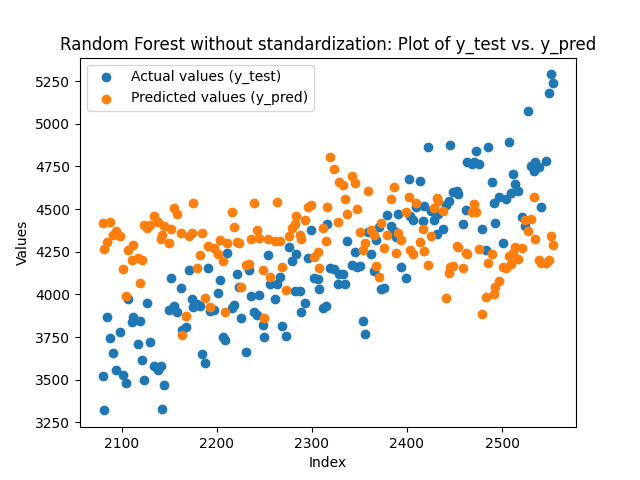 Random Forest without standardization: Plot of y_test vs. y_pred
Actual values (y_test)
Predicted values (y_pred)
5250
5000
4750
4500
4250
4000
3750
3500
3250
Values
2100 2200 2300 2400 2500
Index